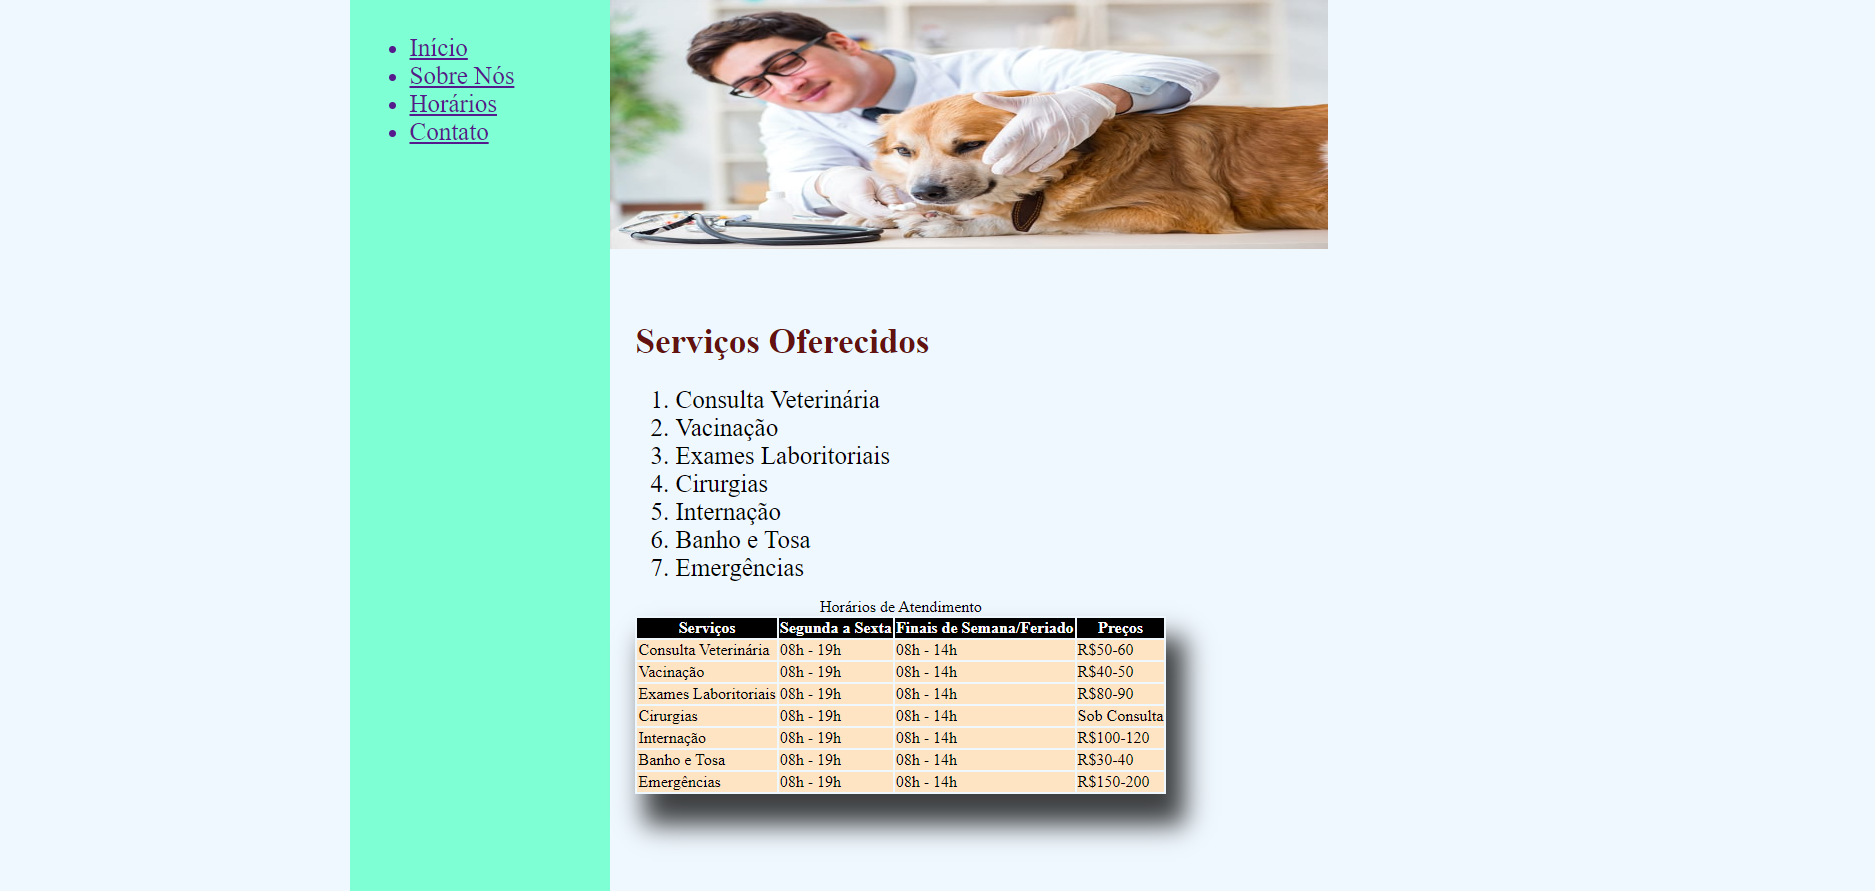 Início
Sobre Nós
Horários
Contato
Serviços Oferecidos
1. Consulta Veterinária
2. Vacinação
3. Exames Laboritoriais
4. Cirurgias
5. Internação
6. Banho e Tosa
7. Emergências
Horários de Atendimento
Serviços Segunda a Sexta Finais de Semana/Feriado Preços
Consulta Veterinária 08h - 19h 08h - 14h R$50-60
Vacinação 08h - 19h 08h - 14h R$40-50
Exames Laboritoriais 08h - 19h 08h - 14h R$80-90
Cirurgias 08h - 19h 08h - 14h Sob Consulta
Internação 08h - 19h 08h - 14h R$100-120
Banho e Tosa 08h - 19h 08h - 14h R$30-40
Emergências 08h - 19h 08h - 14h R$150-200